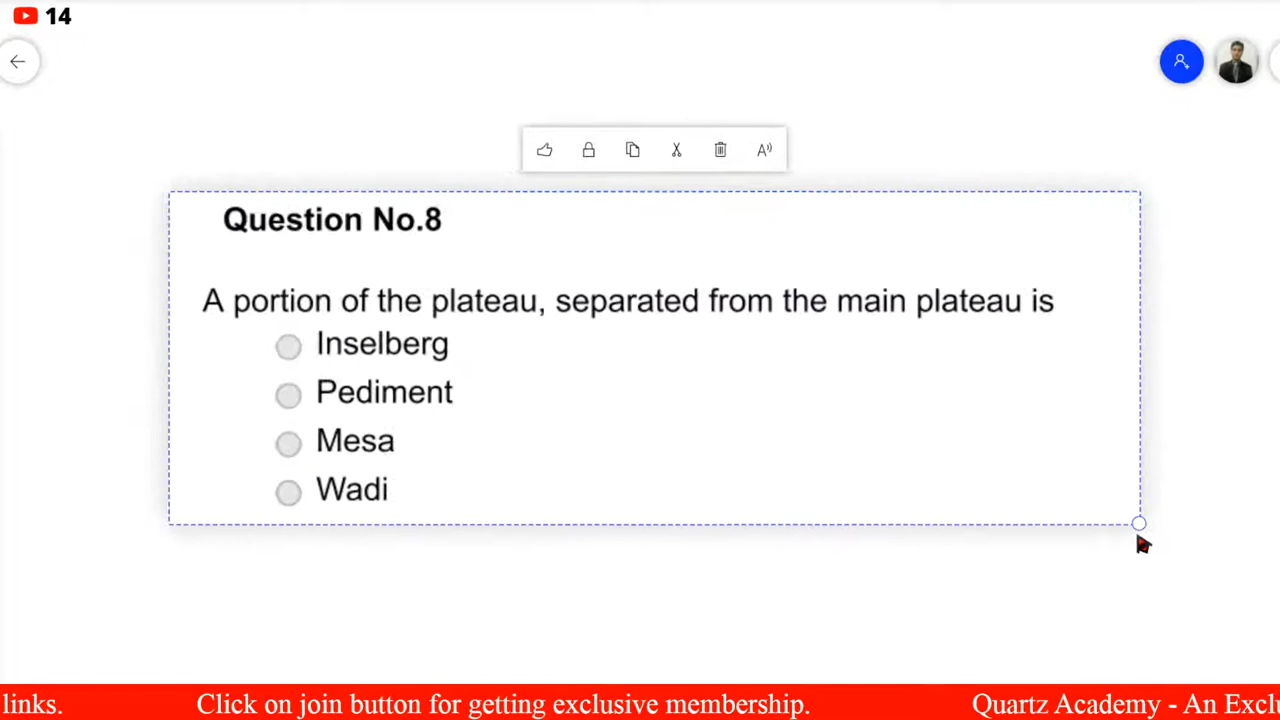 14
A
Question No.8
A portion of the plateau, separated from the main plateau is
Inselberg
Pediment
Mesa
Wadi
links. Click on join button for getting exclusive membership. Quartz Academy - An Exclu